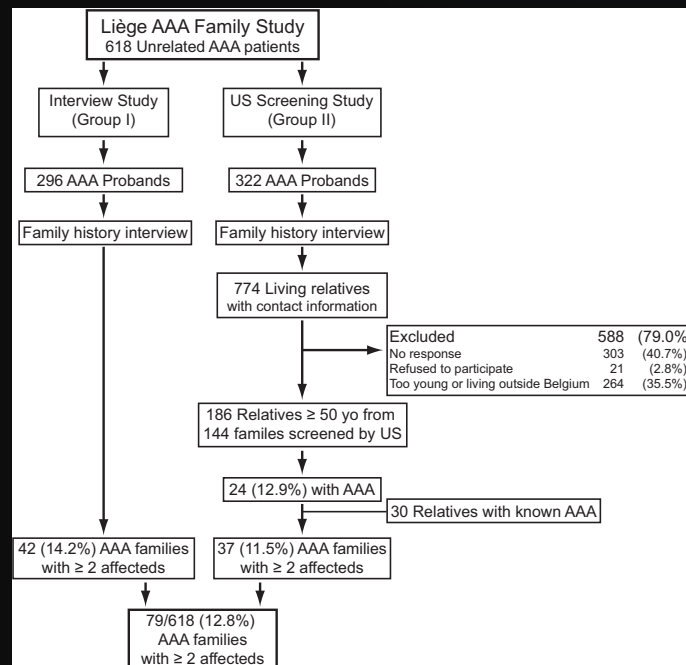 Liège AAA Family Study
618 Unrelated AAA patients
Interview Study
(Group I)
US Screening Study
(Group II)
296 AAA Probands
322 AAA Probands
Family history interview
Family history interview
774 Living relatives
with contact information
Excluded 588 (79.0%
No response 303 (40.7%)
Refused to participate 21 (2.8%)
Too young or living outside Belgium 264 (35.5%)
186 Relatives ≥ 50 yo from
144 familes screened by US
24 (12.9%) with AAA
30 Relatives with known AAA
42 (14.2%) AAA families
with ≥ 2 affecteds
37 (11.5%) AAA families
with ≥ 2 affecteds
79/618 (12.8%)
AAA families
with ≥ 2 affecteds